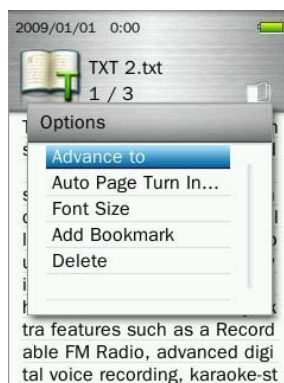 2009/01/01 0:00
TXT 2.txt
1 / 3
Options
Advance to
Auto Page Turn In...
Font Size
Add Bookmark
Delete
tra features such as a Record
able FM Radio, advanced digi
tal voice recording, karaoke-st